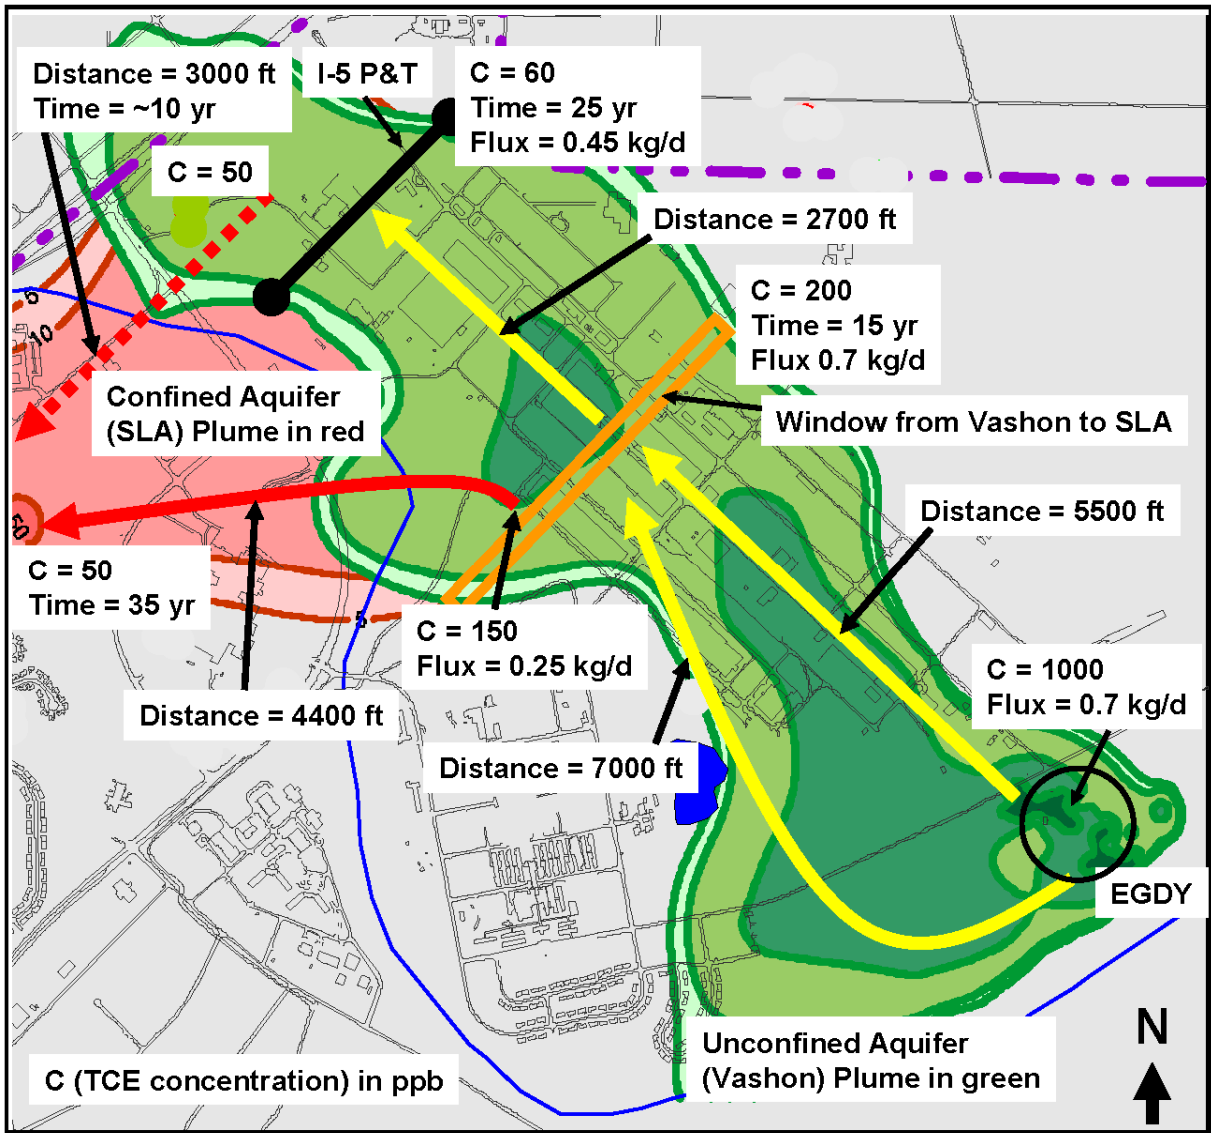 Distance = 3000 ft
Time = ~10 yr
I-5 P&T
C = 60
Time = 25 yr
Flux = 0.45 kg/d
C = 50
Distance = 2700 ft
C = 200
Time = 15 yr
Flux 0.7 kg/d
5
10
Confined Aquifer
(SLA) Plume in red
Window from Vashon to SLA
Distance = 5500 ft
50
C = 50
Time = 35 yr
5
C = 150
Flux = 0.25 kg/d
C = 1000
Flux = 0.7 kg/d
Distance = 4400 ft
Distance = 7000 ft
EGDY
Unconfined Aquifer
(Vashon) Plume in green
N
C (TCE concentration) in ppb